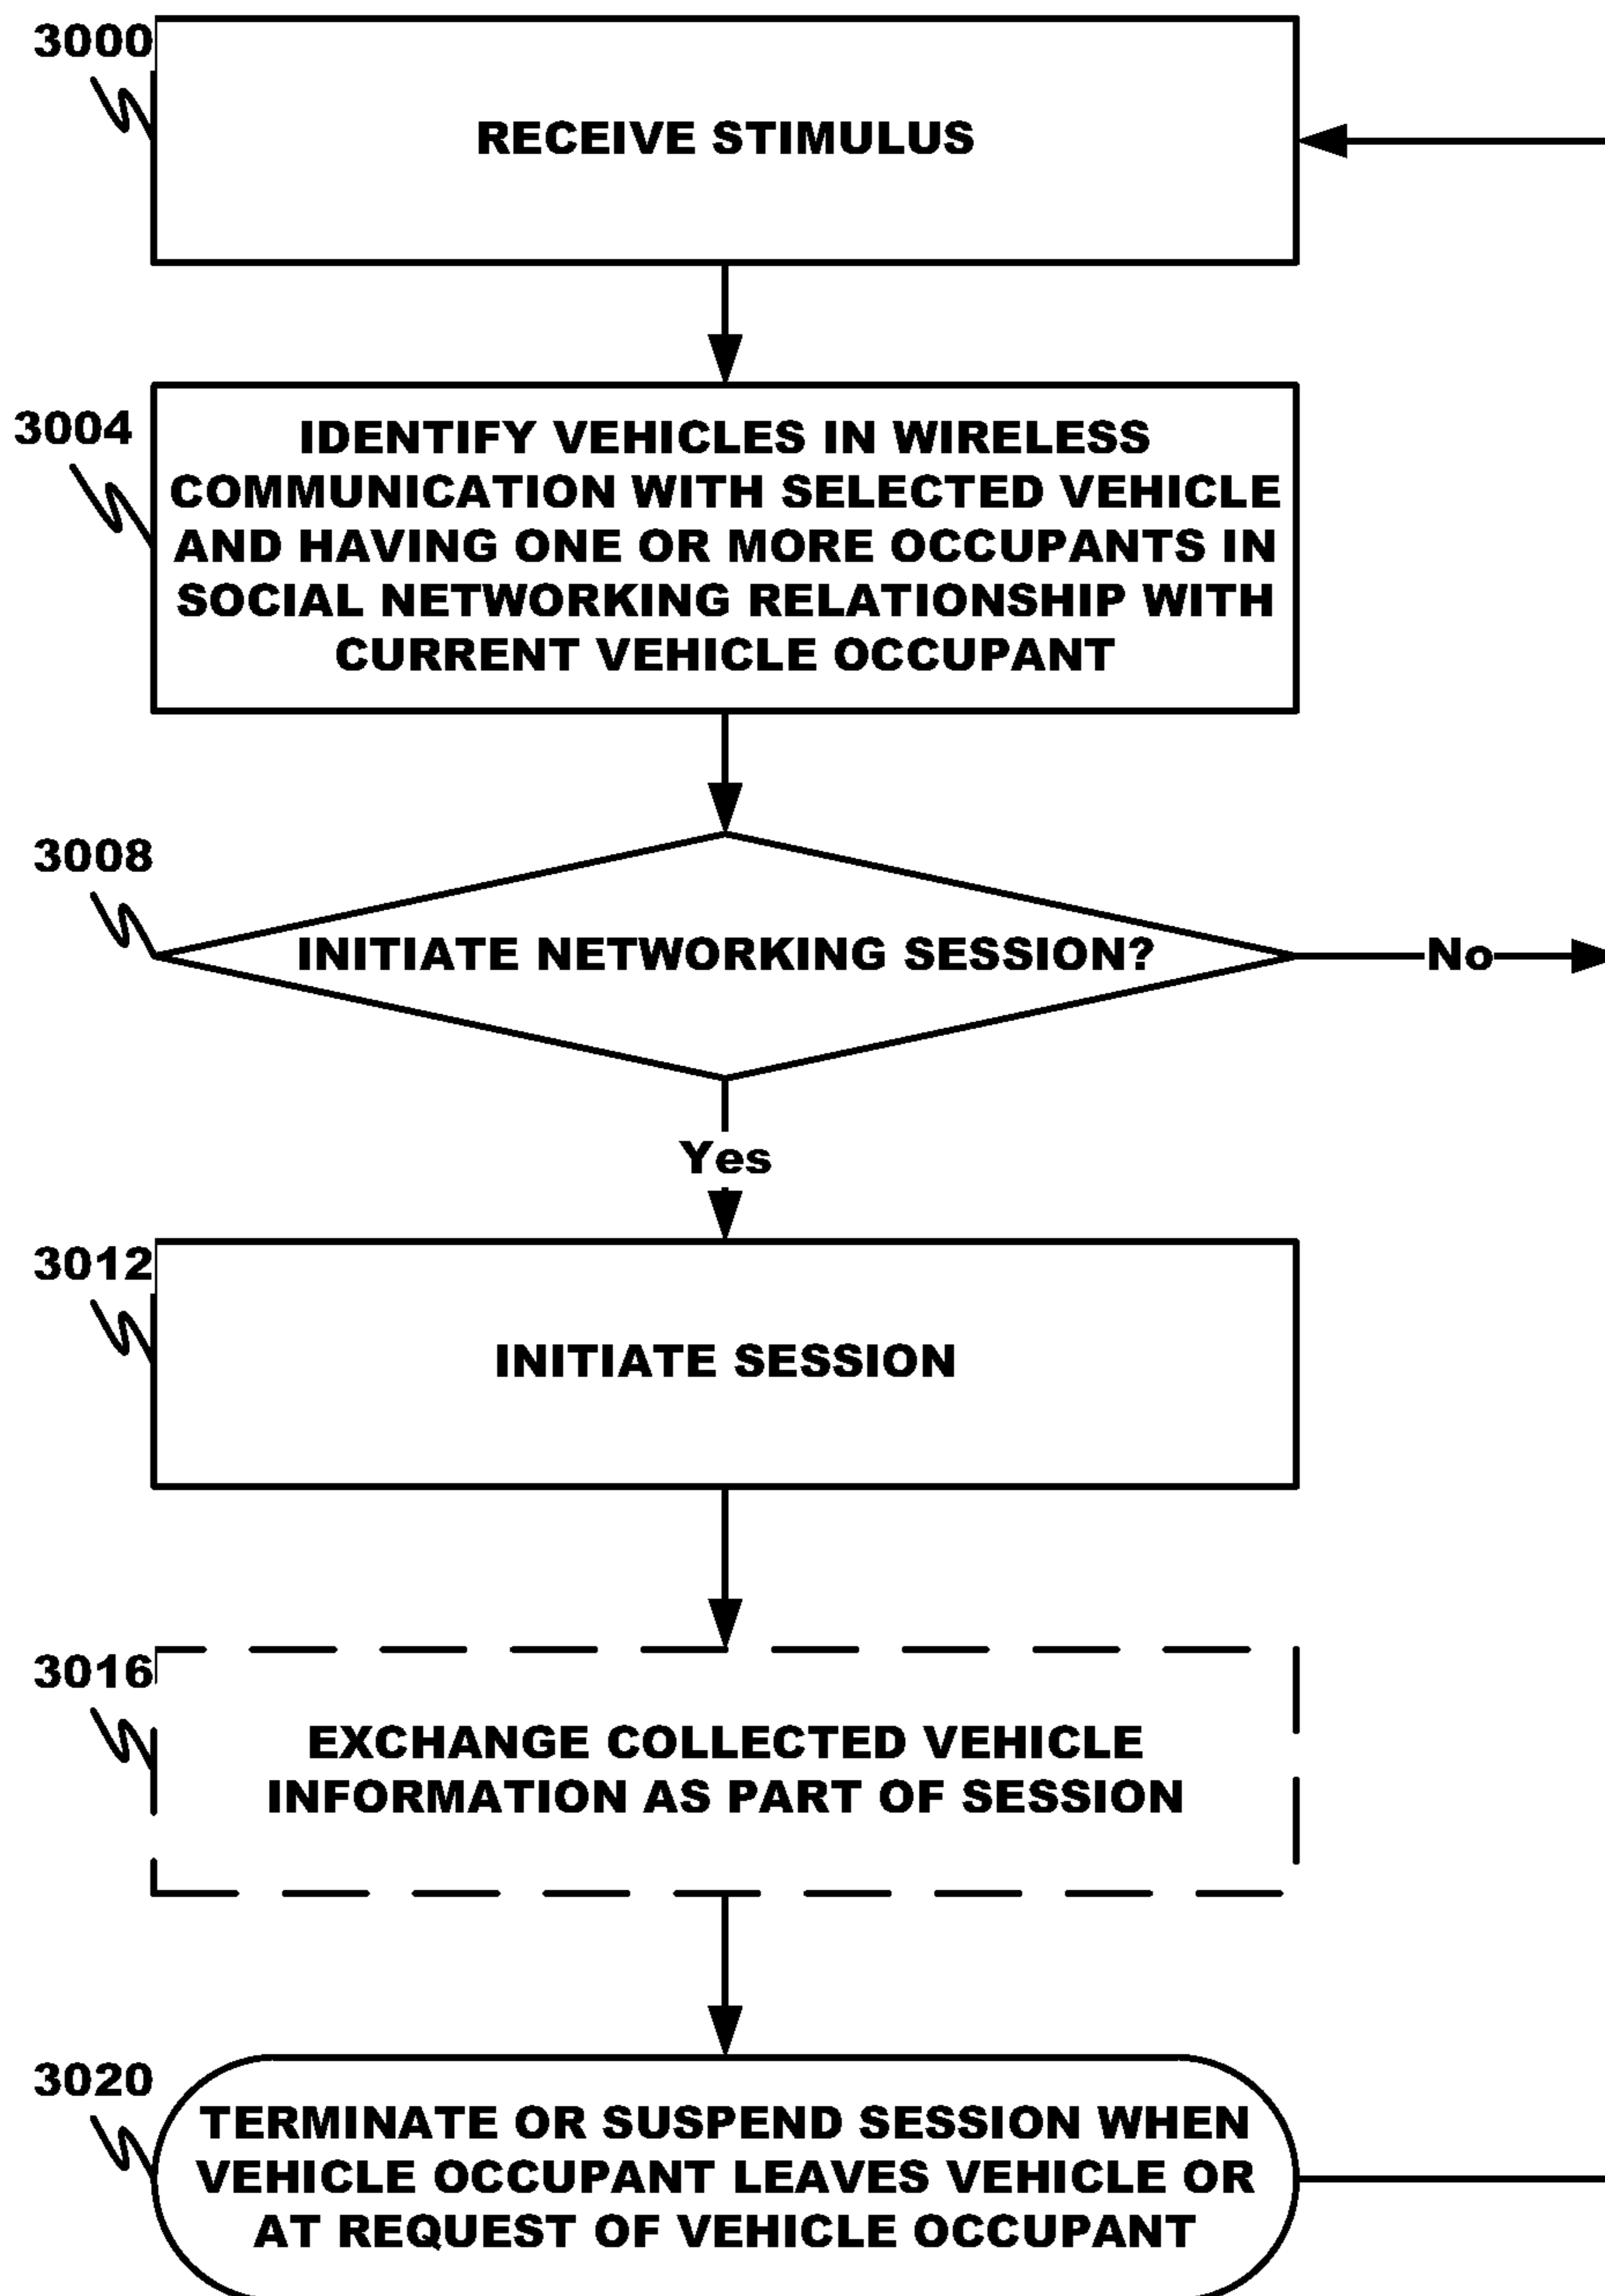 3000
RECEIVE STIMULUS
3004
IDENTIFY VEHICLES IN WIRELESS
COMMUNICATION WITH SELECTED VEHICLE
AND HAVING ONE OR MORE OCCUPANTS IN
SOCIAL NETWORKING RELATIONSHIP WITH
CURRENT VEHICLE OCCUPANT
3008
INITIATE NETWORKING SESSION?
No
Yes
3012
INITIATE SESSION
3016
EXCHANGE COLLECTED VEHICLE
INFORMATION AS PART OF SESSION
3020
TERMINATE OR SUSPEND SESSION WHEN
VEHICLE OCCUPANT LEAVES VEHICLE OR
AT REQUEST OF VEHICLE OCCUPANT